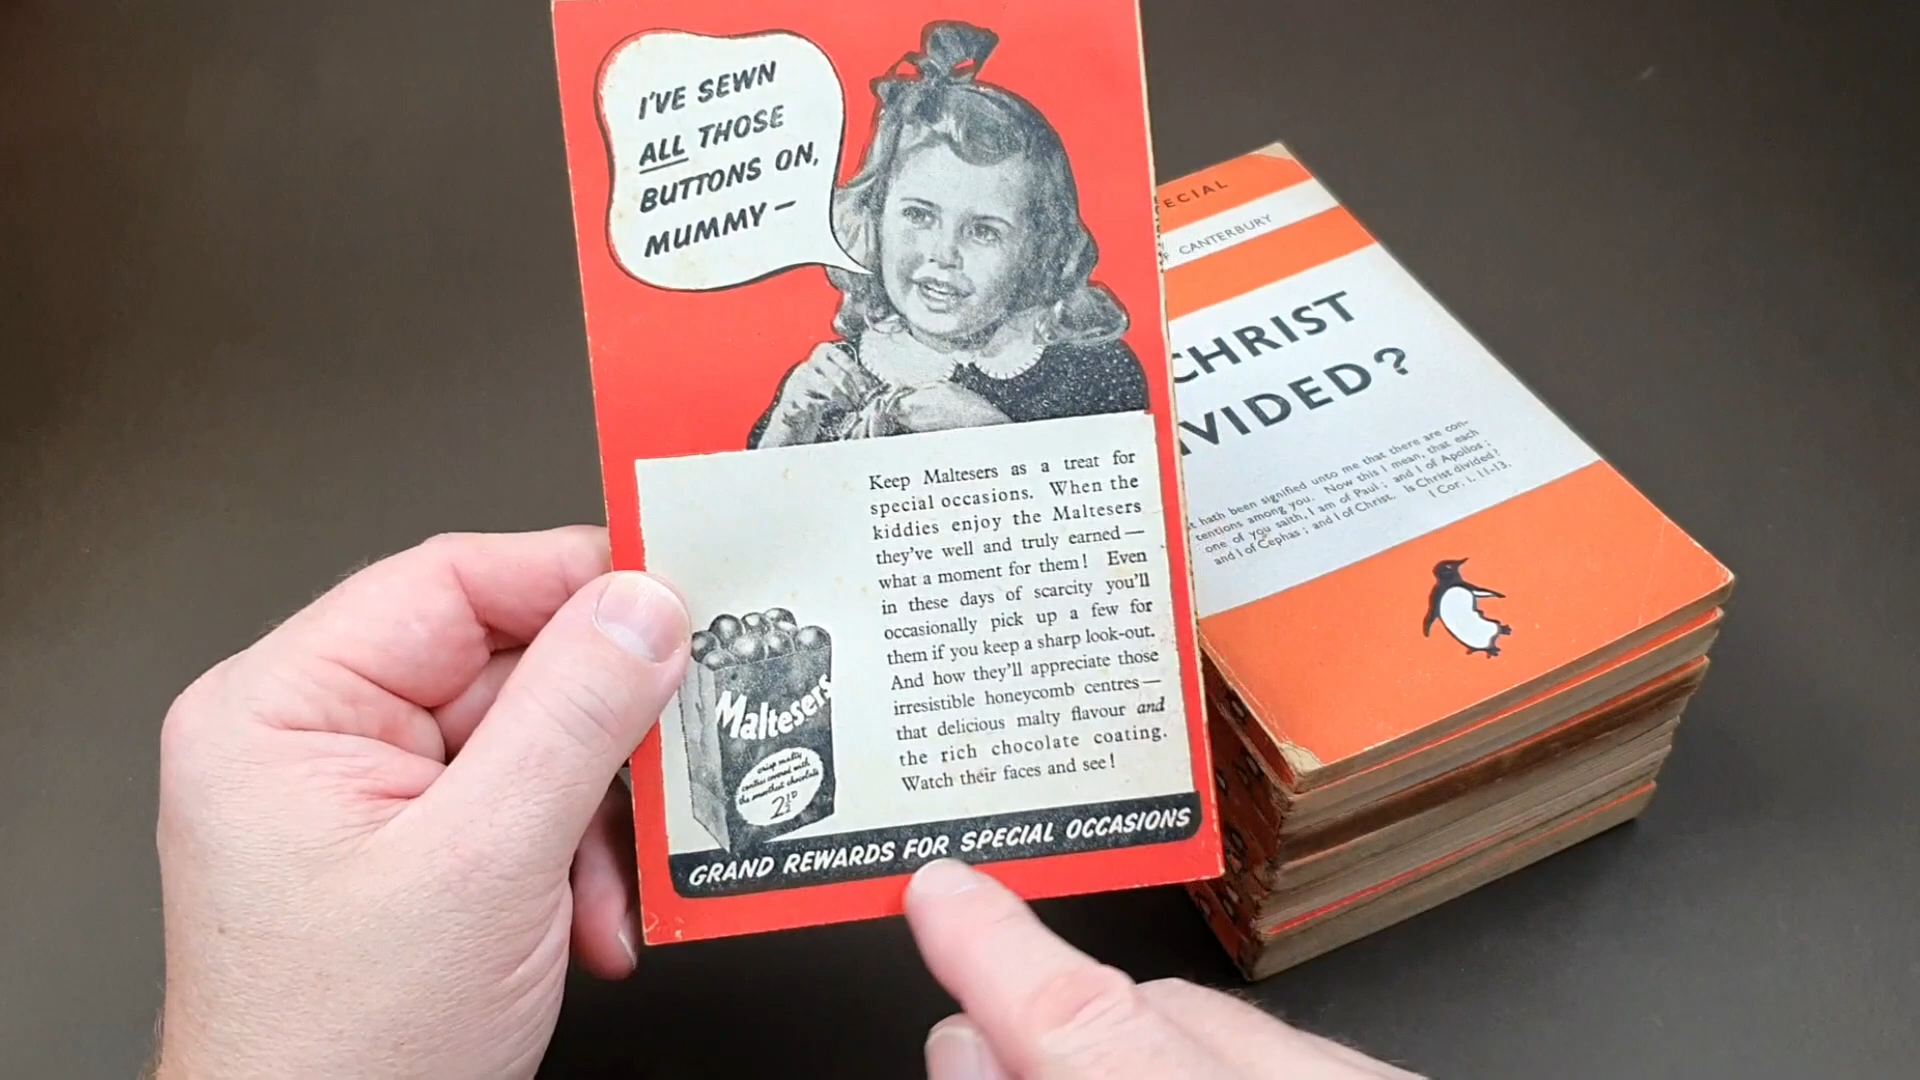 I'VE SEWN
ALL THOSE
BUTTONS ON,
MUMMY—
Keep Maltesers as a treat for
special occasions. When the
kiddies enjoy the Maltesers
they've well and truly earned—
what a moment for them! Even
in these days of scarcity you'll
occasionally pick up a few for
them if you keep a sharp look-out.
And how they'll appreciate those
irresistible honeycomb centres—
that delicious malty flavour and
the rich chocolate coating.
Watch their faces and see!
Maltesers
crisp malty
centres covered with
the smoothest chocolate
2½D
GRAND REWARDS FOR SPECIAL OCCASIONS
ECIAL
F CANTERBURY
CHRIST
IVIDED?
t hath been signified unto me that there are con-
tentions among you. Now this I mean, that each
one of you saith, I am of Paul; and I of Apollos;
and I of Cephas; and I of Christ. Is Christ divided?
I Cor. i. 11-13.